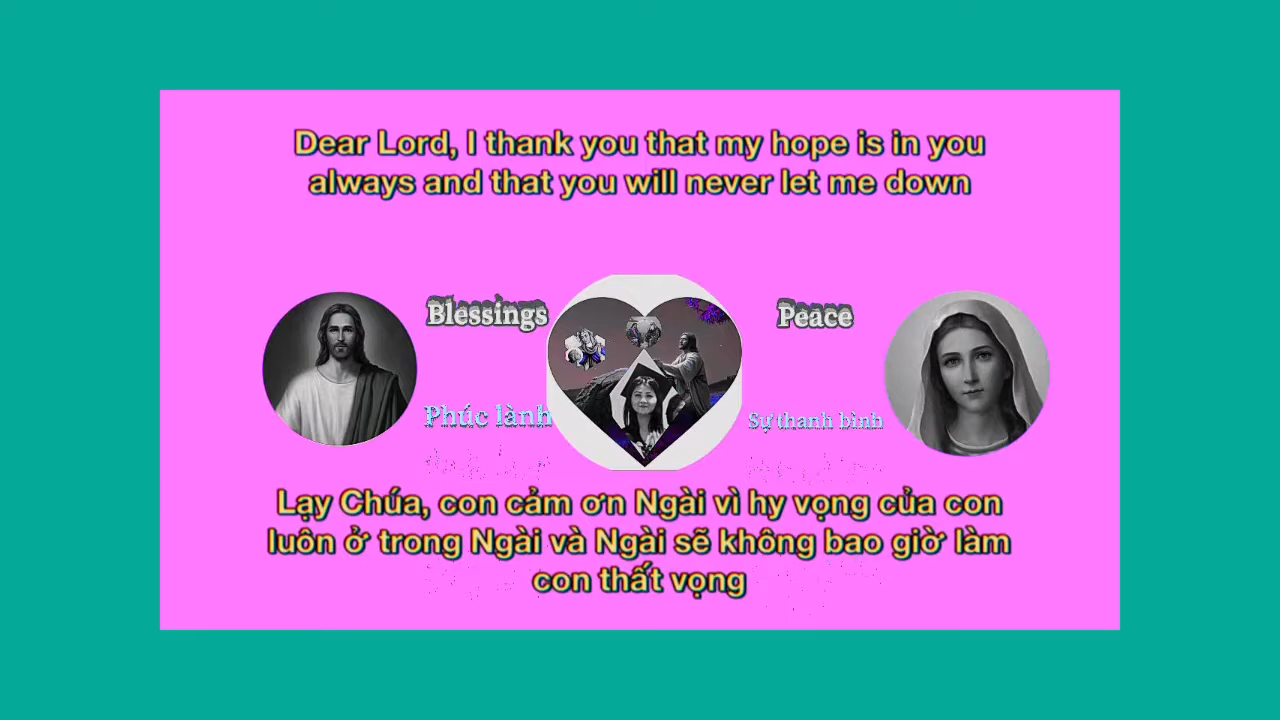 Dear Lord, I thank you that my hope is in you
always and that you will never let me down
Blessings
Peace
Phúc lành
Sự thanh bình
Lạy Chúa, con cảm ơn Ngài vì hy vọng của con
luôn ở trong Ngài và Ngài sẽ không bao giờ làm
con thất vọng